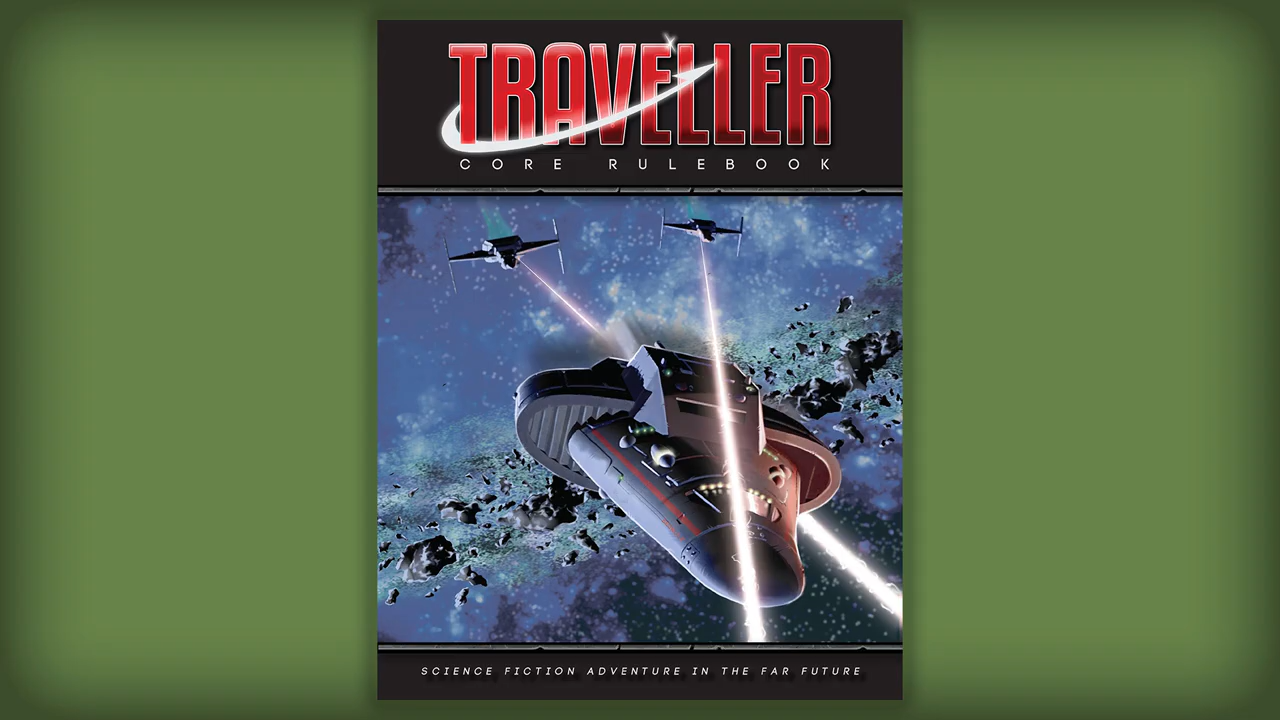 TRAVELLER
CORE RULEBOOK
SCIENCE FICTION ADVENTURE IN THE FAR FUTURE